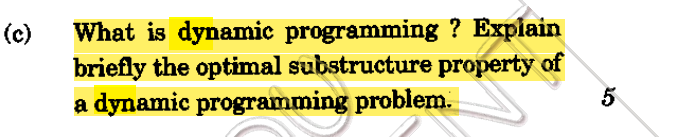 (c) What is dynamic programming ? Explain
briefly the optimal substructure property of
a dynamic programming problem. 5